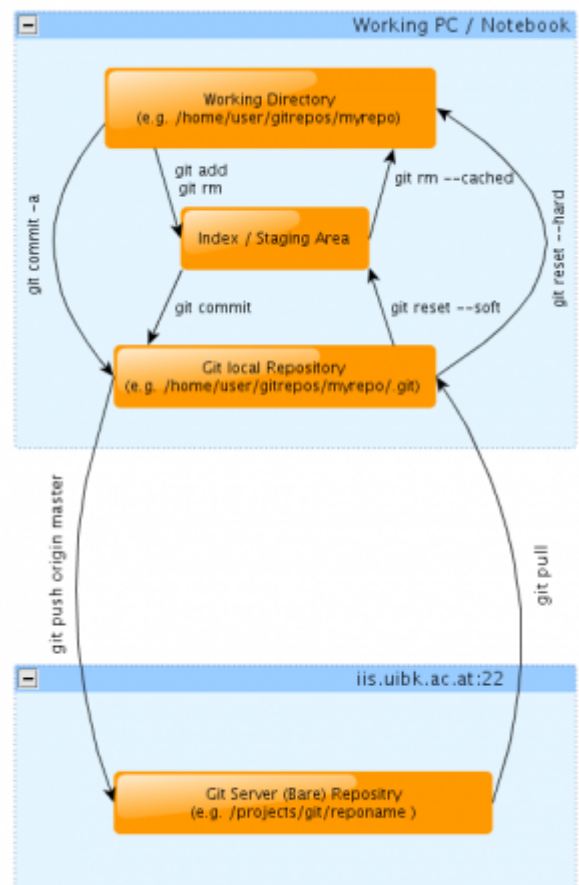 Working PC / Notebook
Working Directory
(e.g. /home/user/gitrepos/myrepo)
git add
git rm
git rm --cached
git commit -a
git reset --hard
Index / Staging Area
git commit
git reset --soft
Git local Repository
(e.g. /home/user/gitrepos/myrepo/.git)
git push origin master
git pull
iis.uibk.ac.at:22
Git Server (Bare) Repositry
(e.g. /projects/git/reponame )